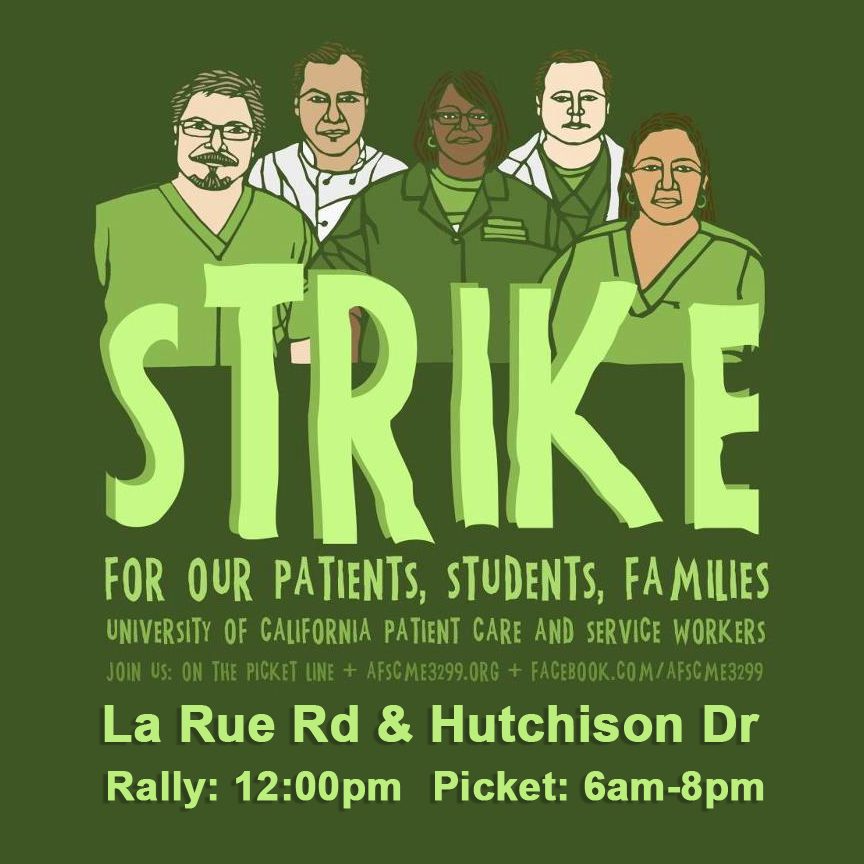 STRIKE
FOR OUR PATIENTS, STUDENTS, FAMILIES
UNIVERSITY OF CALIFORNIA PATIENT CARE AND SERVICE WORKERS
JOIN US: ON THE PICKET LINE + AFSCME3299.ORG + FACEBOOK.COM/AFSCME3299
La Rue Rd & Hutchison Dr
Rally: 12:00pm Picket: 6am-8pm